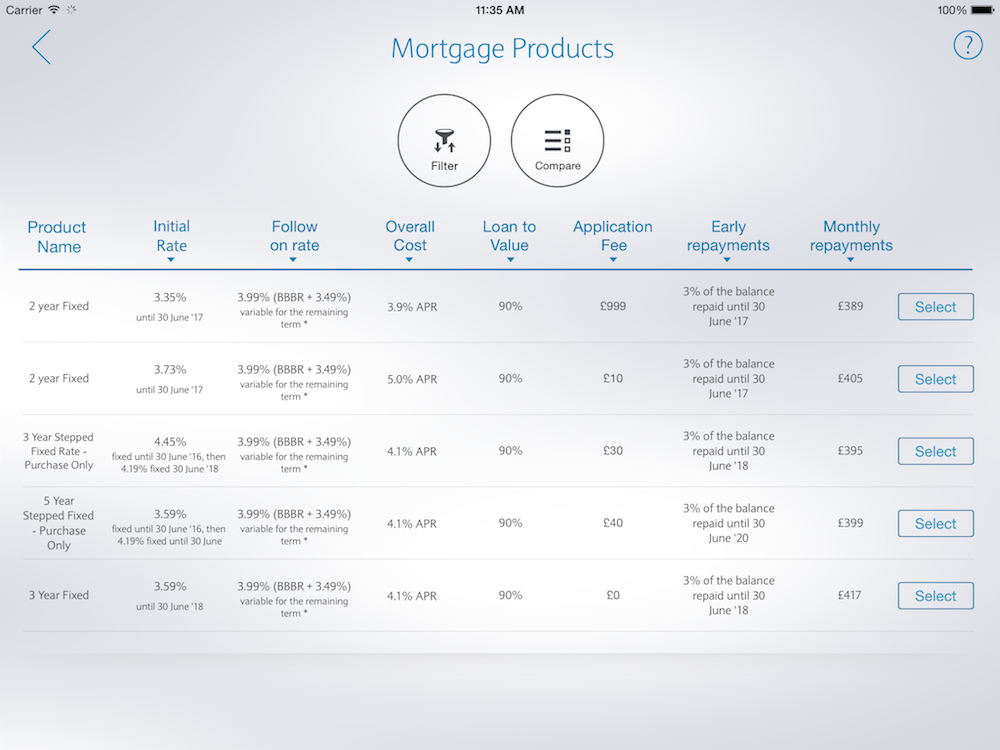 Carrier
11:35 AM
100%
Mortgage Products
?
Filter
Compare
Product
Name
Initial
Rate
Follow
on rate
Overall
Cost
Loan to
Value
Application
Fee
Early
repayments
Monthly
repayments
2 year Fixed
3.35%
until 30 June '17
3.99% (BBBR + 3.49%)
variable for the remaining
term *
3.9% APR
90%
£999
3% of the balance
repaid until 30
June '17
£389
Select
2 year Fixed
3.73%
until 30 June '17
3.99% (BBBR + 3.49%)
variable for the remaining
term *
5.0% APR
90%
£10
3% of the balance
repaid until 30
June '17
£405
Select
3 Year Stepped
Fixed Rate -
Purchase Only
4.45%
fixed until 30 June '16, then
4.19% fixed 30 June '18
3.99% (BBBR + 3.49%)
variable for the remaining
term *
4.1% APR
90%
£30
3% of the balance
repaid until 30
June '18
£395
Select
5 Year
Stepped Fixed
- Purchase
Only
3.59%
fixed until 30 June '16, then
4.19% fixed until 30 June
3.99% (BBBR + 3.49%)
variable for the remaining
term *
4.1% APR
90%
£40
3% of the balance
repaid until 30
June '20
£399
Select
3 Year Fixed
3.59%
until 30 June '18
3.99% (BBBR + 3.49%)
variable for the remaining
term *
4.1% APR
90%
£0
3% of the balance
repaid until 30
June '18
£417
Select